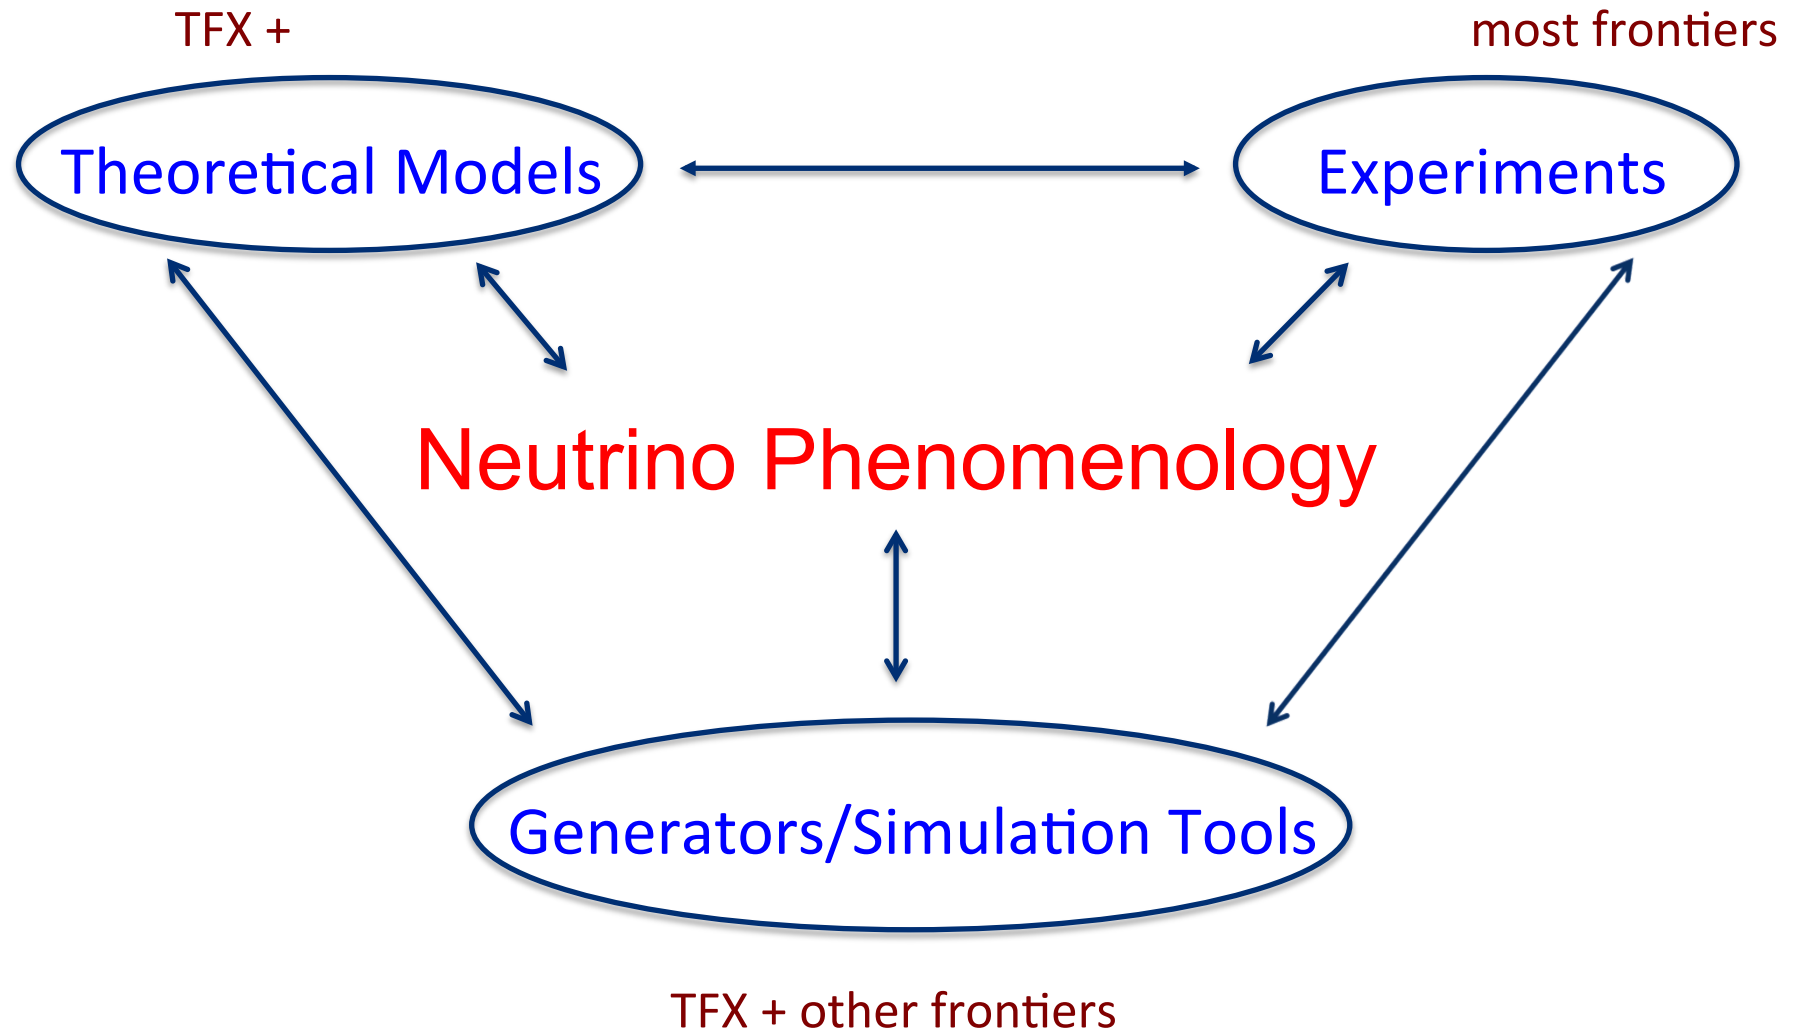 TFX +
most frontiers
Theoretical Models
Experiments
Neutrino Phenomenology
Generators/Simulation Tools
TFX + other frontiers